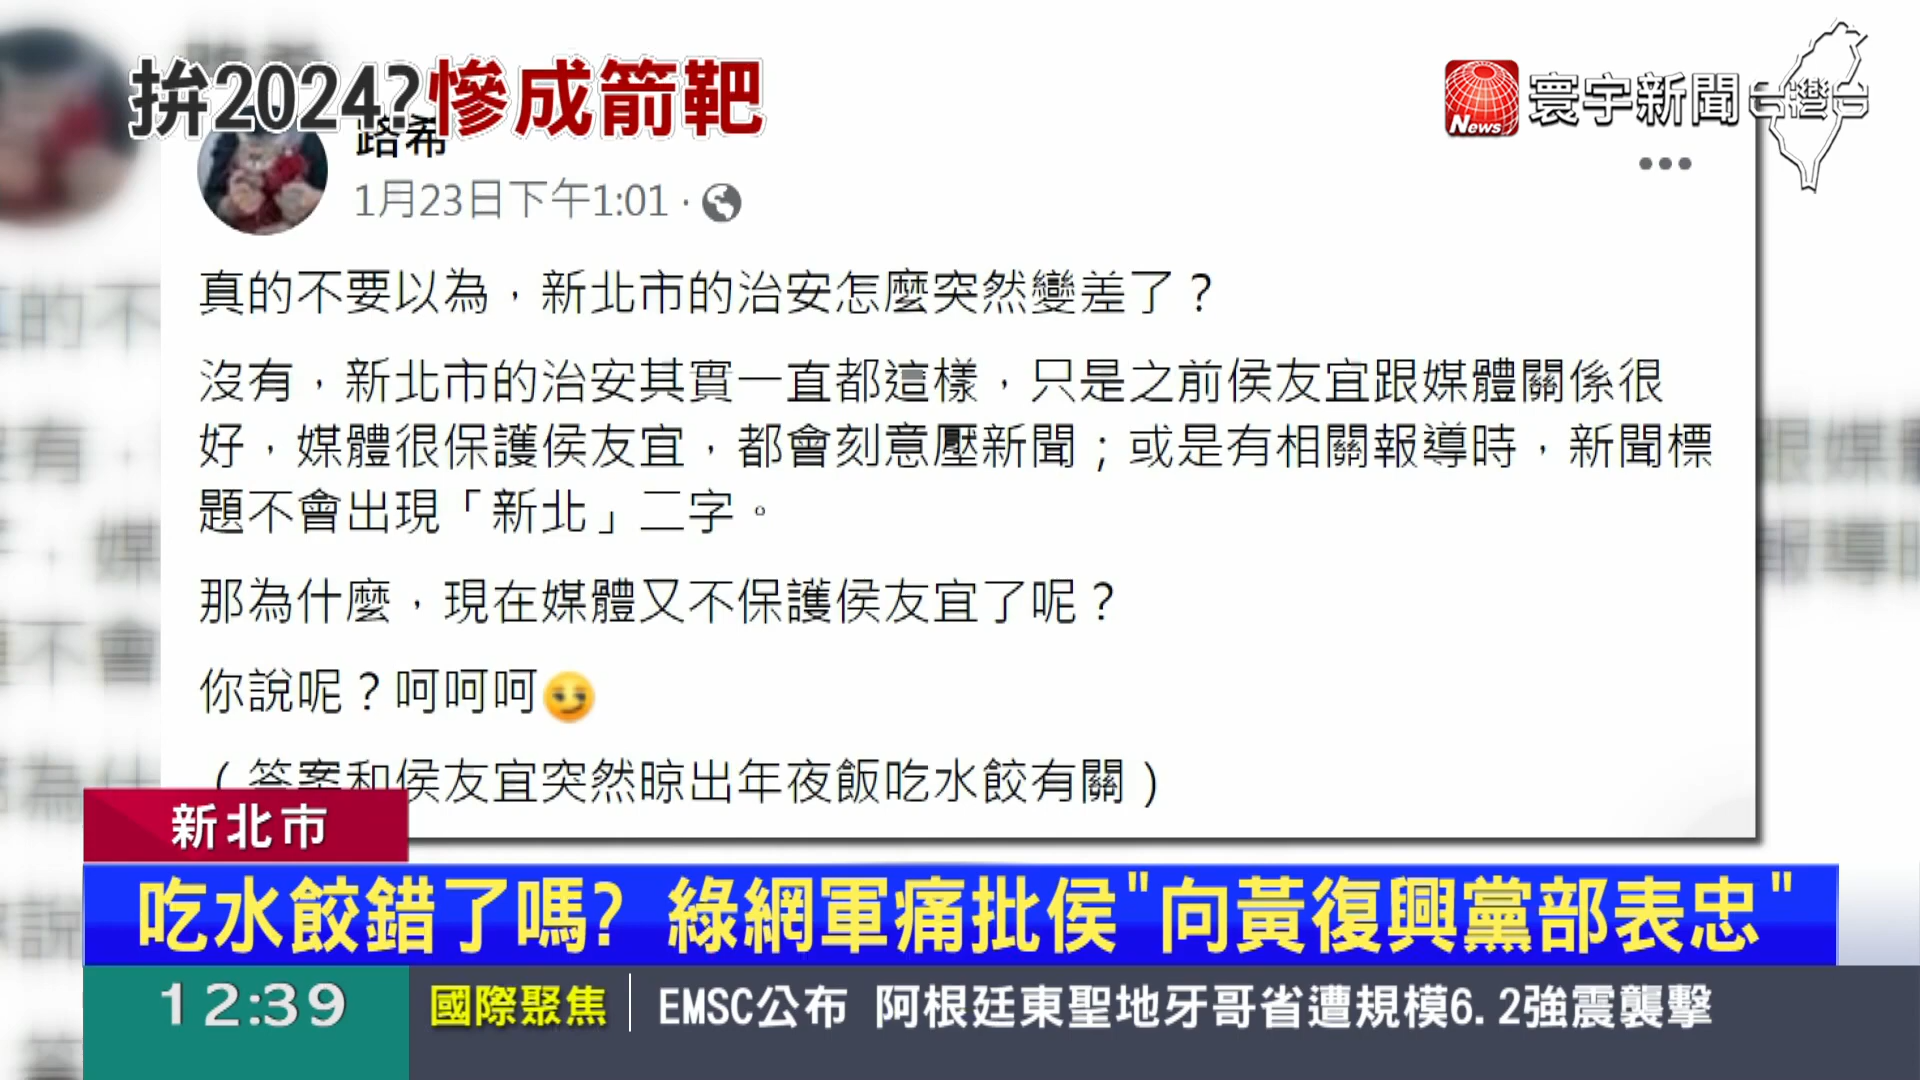 拚2024?慘成箭靶
News 寰宇新聞 台灣台
路希
1月23日下午1:01
真的不要以為，新北市的治安怎麼突然變差了？
沒有，新北市的治安其實一直都這樣，只是之前侯友宜跟媒體關係很
好，媒體很保護侯友宜，都會刻意壓新聞；或是有相關報導時，新聞標
題不會出現「新北」二字。
那為什麼，現在媒體又不保護侯友宜了呢？
你說呢？呵呵呵
（答案和侯友宜突然晾出年夜飯吃水餃有關）
新北市
吃水餃錯了嗎? 綠網軍痛批侯"向黃復興黨部表忠"
12:39 國際聚焦 EMSC公布 阿根廷東聖地牙哥省遭規模6.2強震襲擊